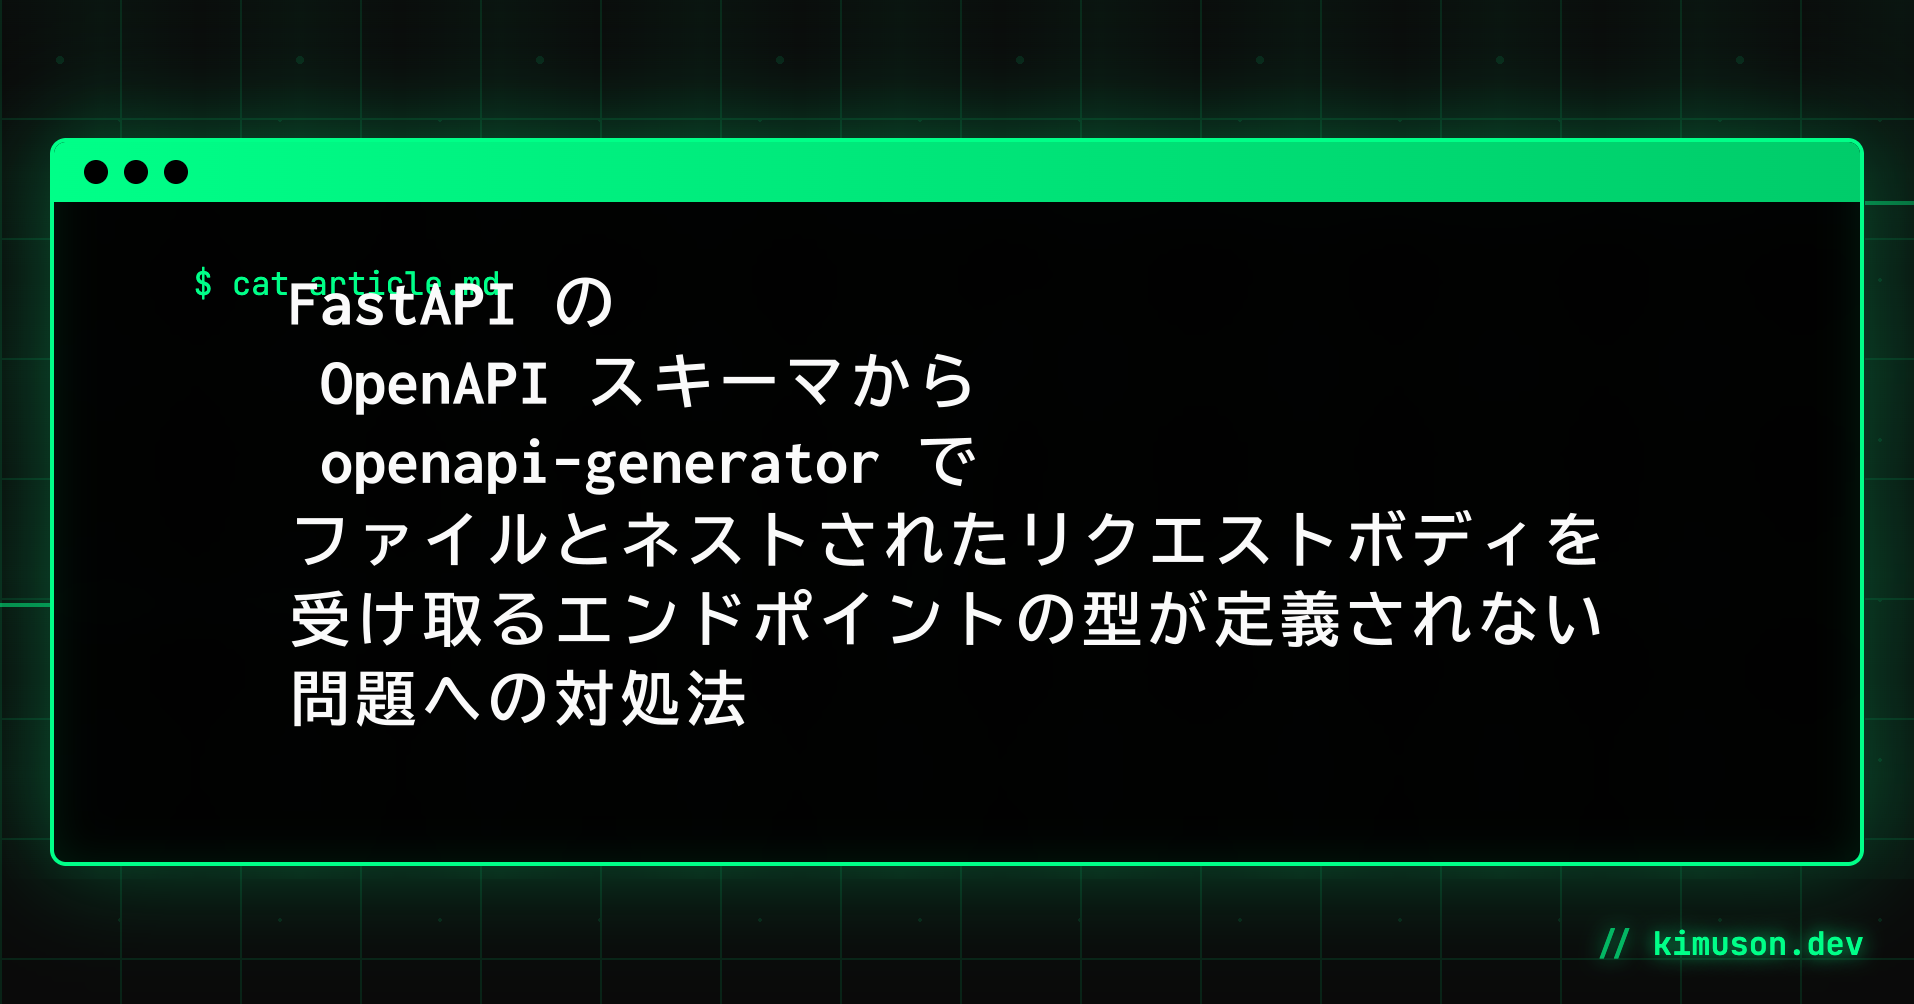 $ cat article.md
FastAPI の
OpenAPI スキーマから
openapi-generator で
ファイルとネストされたリクエストボディを
受け取るエンドポイントの型が定義されない
問題への対処法
// kimuson.dev